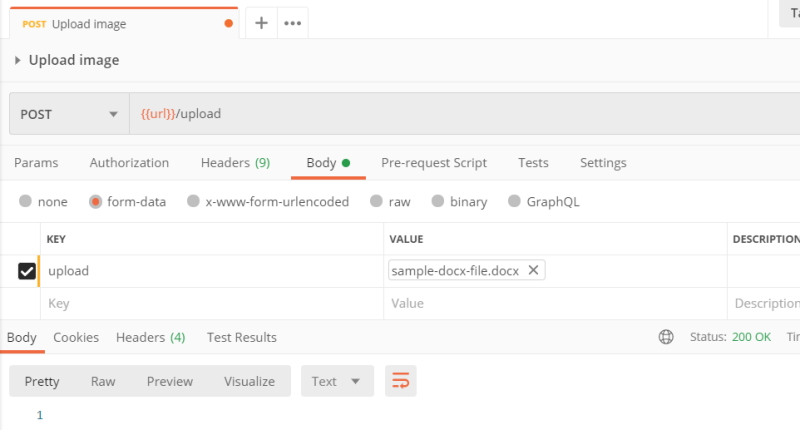 POST Upload image
Upload image
POST {{url}}/upload
Params Authorization Headers (9) Body Pre-request Script Tests Settings
none form-data x-www-form-urlencoded raw binary GraphQL
KEY VALUE DESCRIPTION
upload sample-docx-file.docx
Key Value Description
Body Cookies Headers (4) Test Results Status: 200 OK
Pretty Raw Preview Visualize Text
1